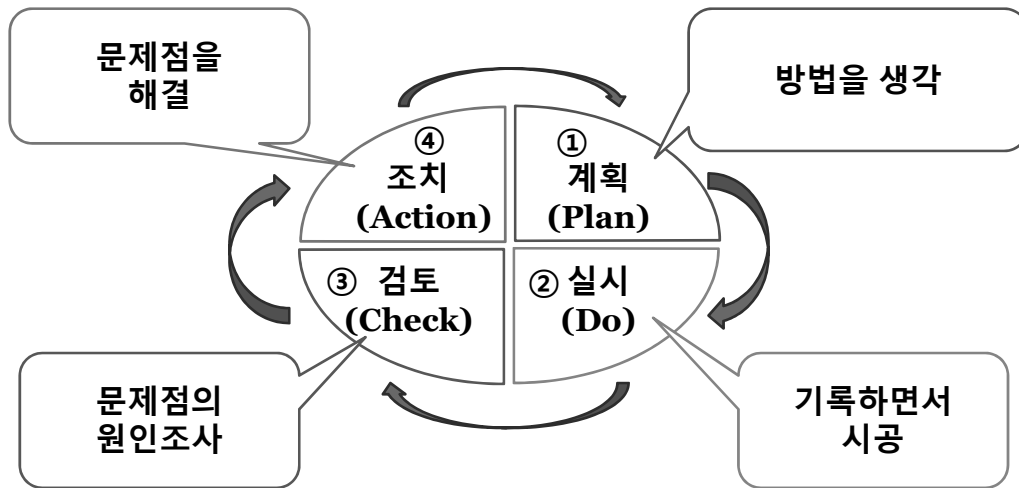 문제점을
해결
방법을 생각
④
조치
(Action)
①
계획
(Plan)
③ 검토
(Check)
② 실시
(Do)
문제점의
원인조사
기록하면서
시공